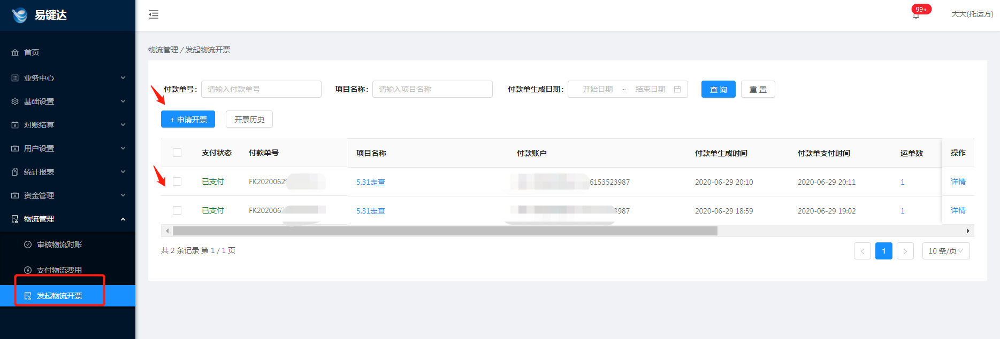 易键达
99+
大大(托运方)
首页
业务中心
基础设置
对账结算
用户设置
统计报表
资金管理
物流管理
审核物流对账
支付物流费用
发起物流开票
物流管理 / 发起物流开票
付款单号: 请输入付款单号 项目名称: 请输入项目名称 付款单生成日期: 开始日期 ~ 结束日期 查 询 重 置
+ 申请开票 开票历史
支付状态 付款单号 项目名称 付款账户 付款单生成时间 付款单支付时间 运单数 操作
已支付 FK20200629 5.31走查 6153523987 2020-06-29 20:10 2020-06-29 20:11 1 详情
已支付 FK202006 5.31走查 3987 2020-06-29 18:59 2020-06-29 19:02 1 详情
共 2 条记录 第 1 / 1 页
< 1 > 10 条/页